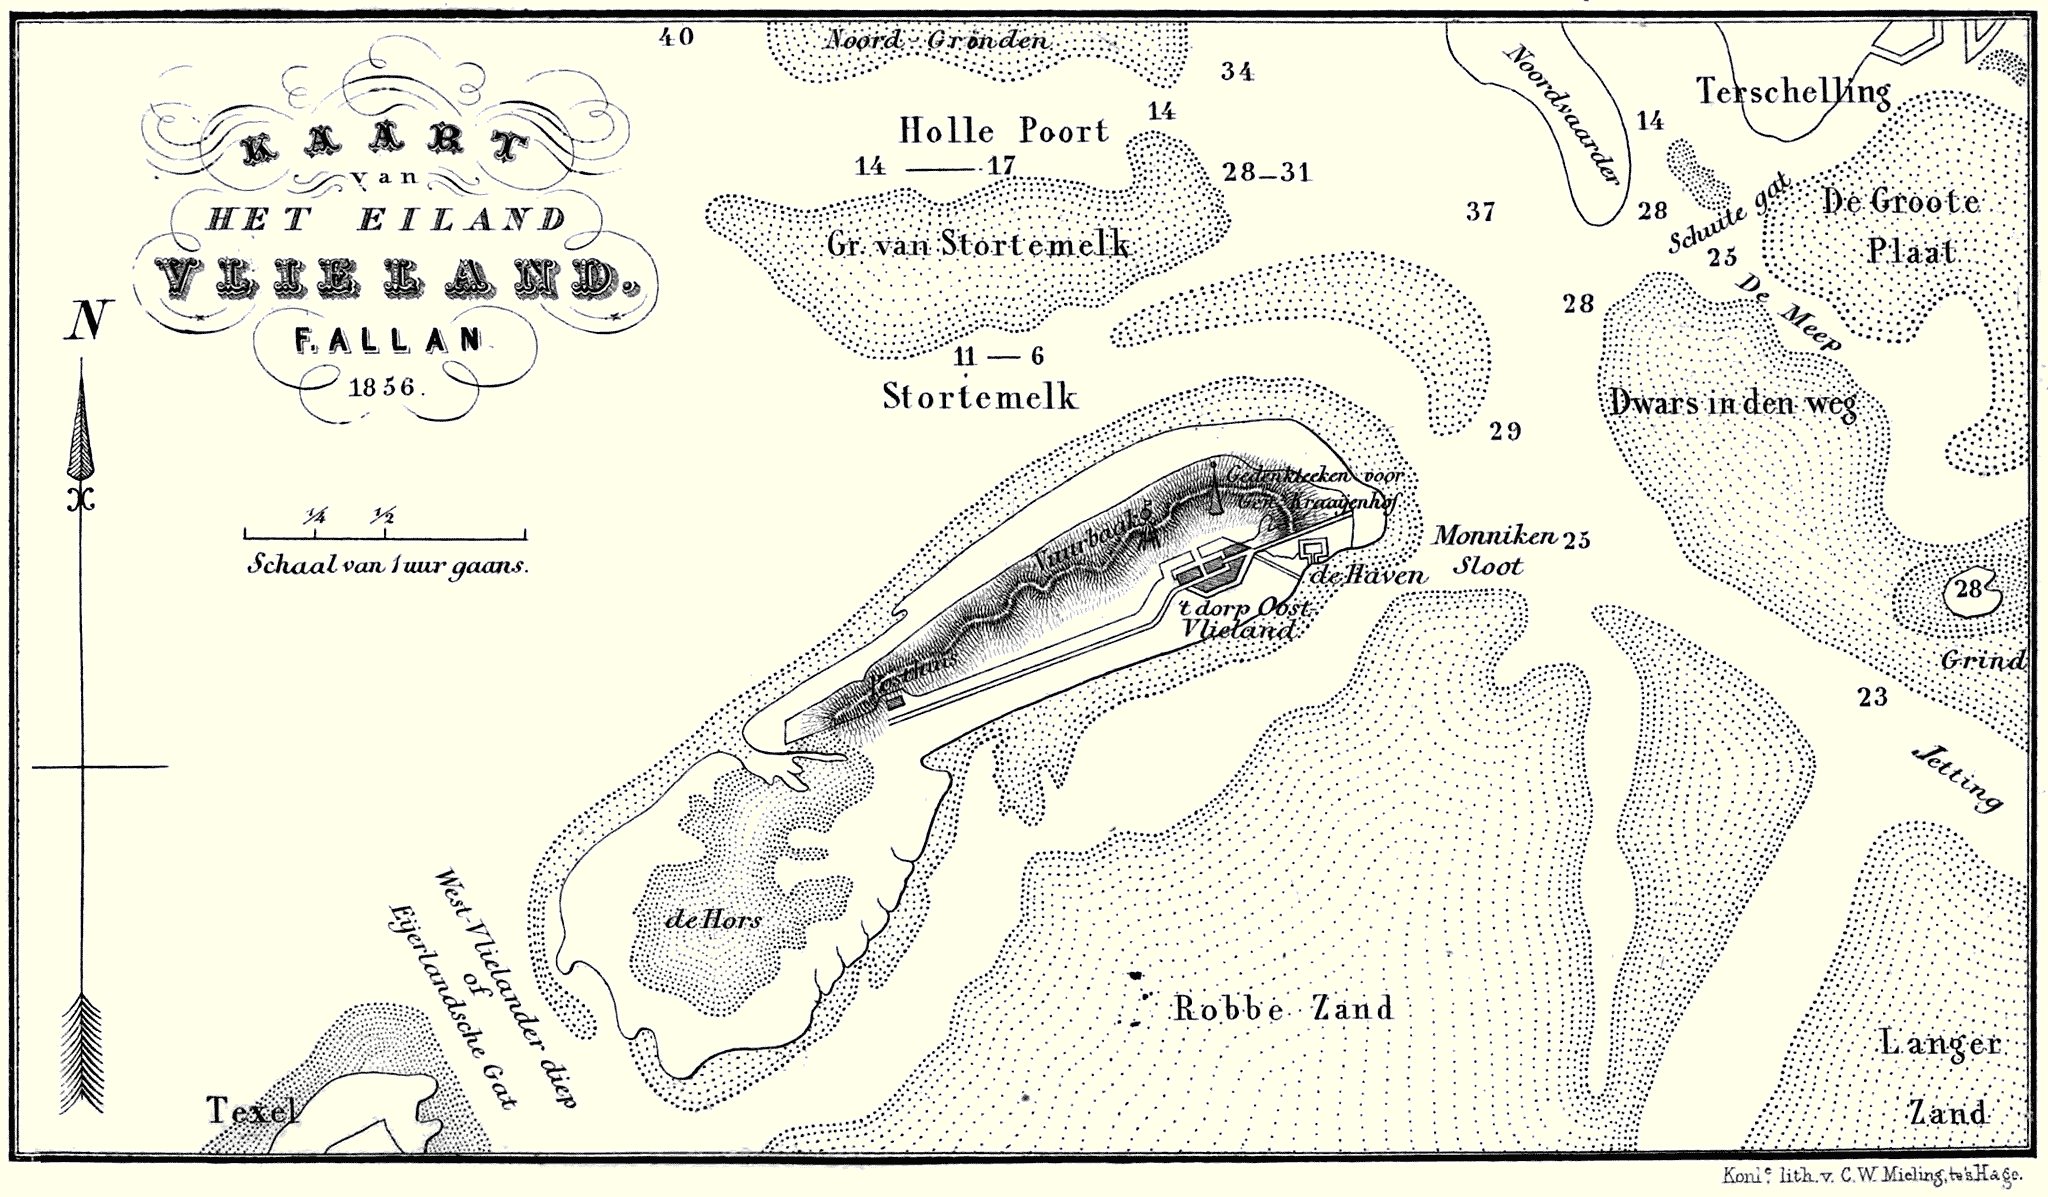 KAART
van
HET EILAND
VLIELAND.
F. ALLAN.
1856.
N
1/4 1/2
Schaal van 1 uur gaans.
40
Noord-Gronden
34
14
Holle Poort
14 — 17
28–31
Gr. van Stortemelk
11 — 6
Stortemelk
Noordvaarder
Terschelling
14
37
28
Schuite gat
25
De Groote
Plaat
De Meep
28
Dwars in den weg
29
Gedenkteeken voor
Gen. Kraaijenhof
Vuurbaak
Monniken
Sloot
25
de Haven
't dorp Oost
Vlieland
Posthuis
28
Grind
23
Jetting
de Hors
West-Vlielander diep
of
Eijerlandsche Gat
Texel
Robbe Zand
Langer
Zand
Konl. lith. v. C.W. Mieling, te's Hage.